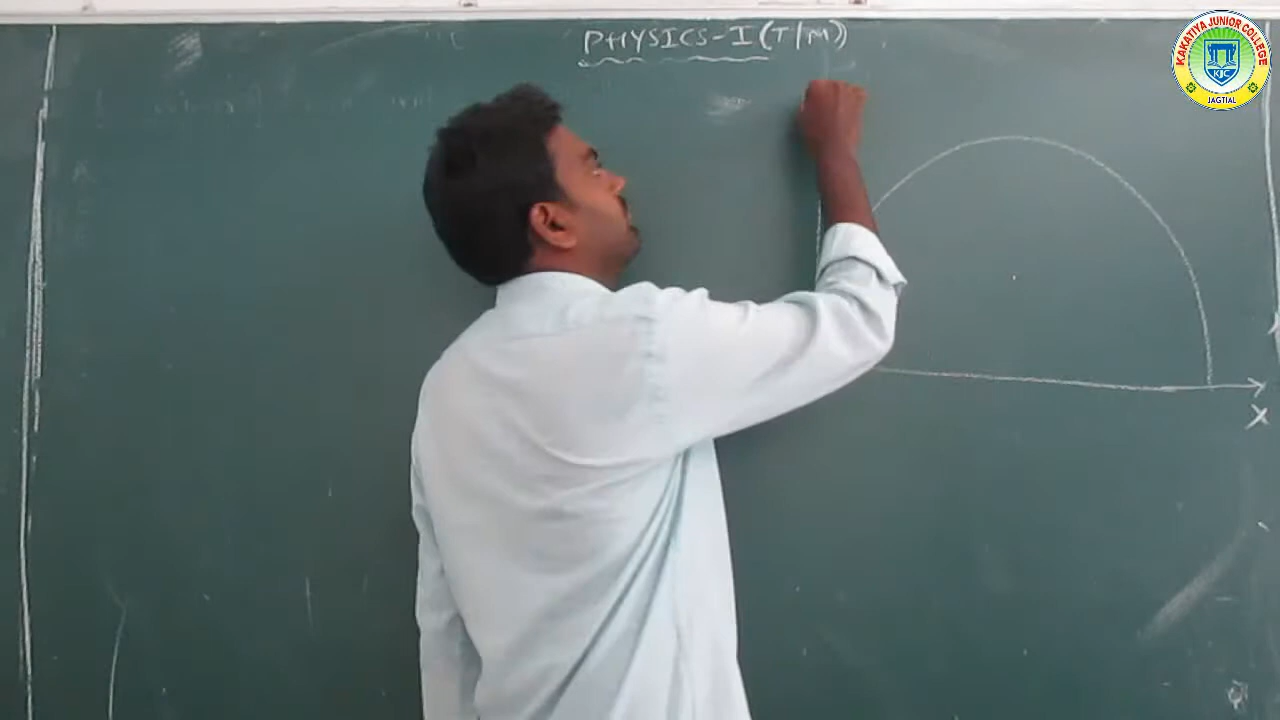 PHYSICS-I(T/M)
KAKATIYA JUNIOR COLLEGE
KJC
JAGTIAL
X